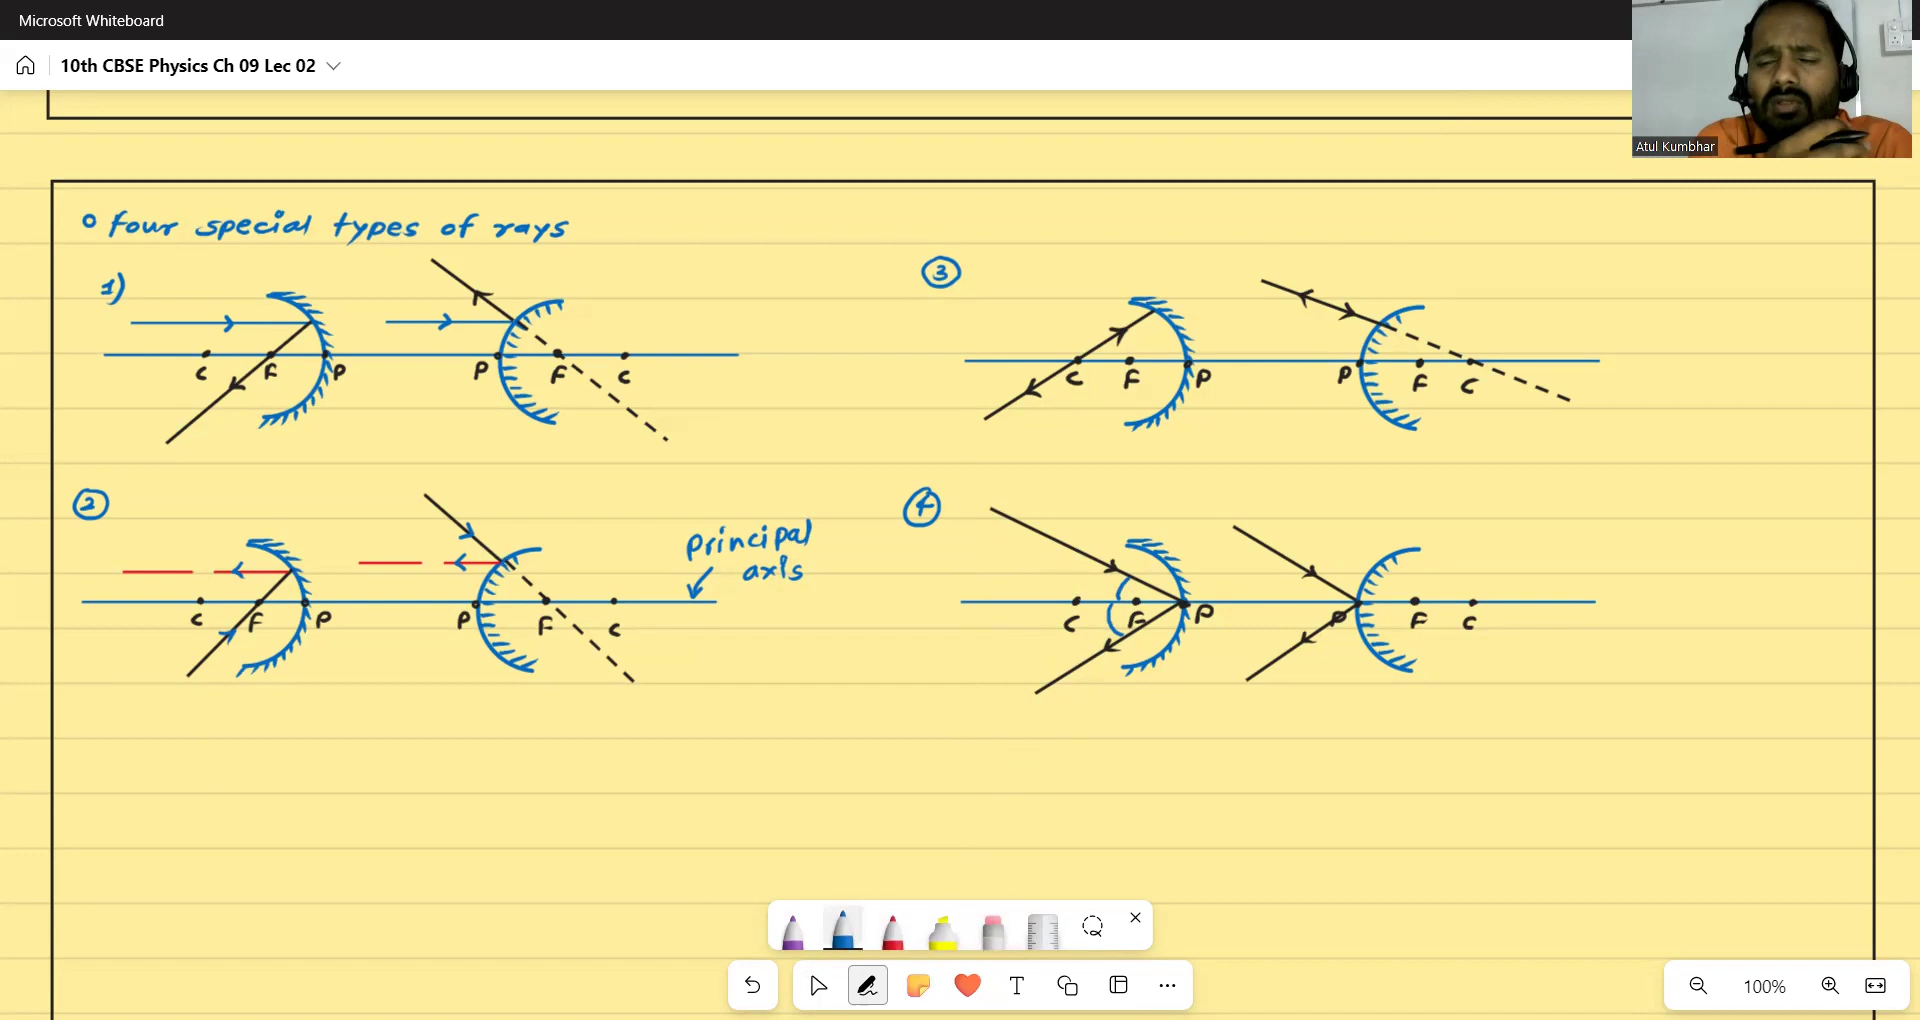 Microsoft Whiteboard
10th CBSE Physics Ch 09 Lec 02
Atul Kumbhar
four special types of rays
1)
C F P
P F C
3
C F P
P F C
2
C F P
P F C
principal
axis
4
C F P
P F C
T
100%